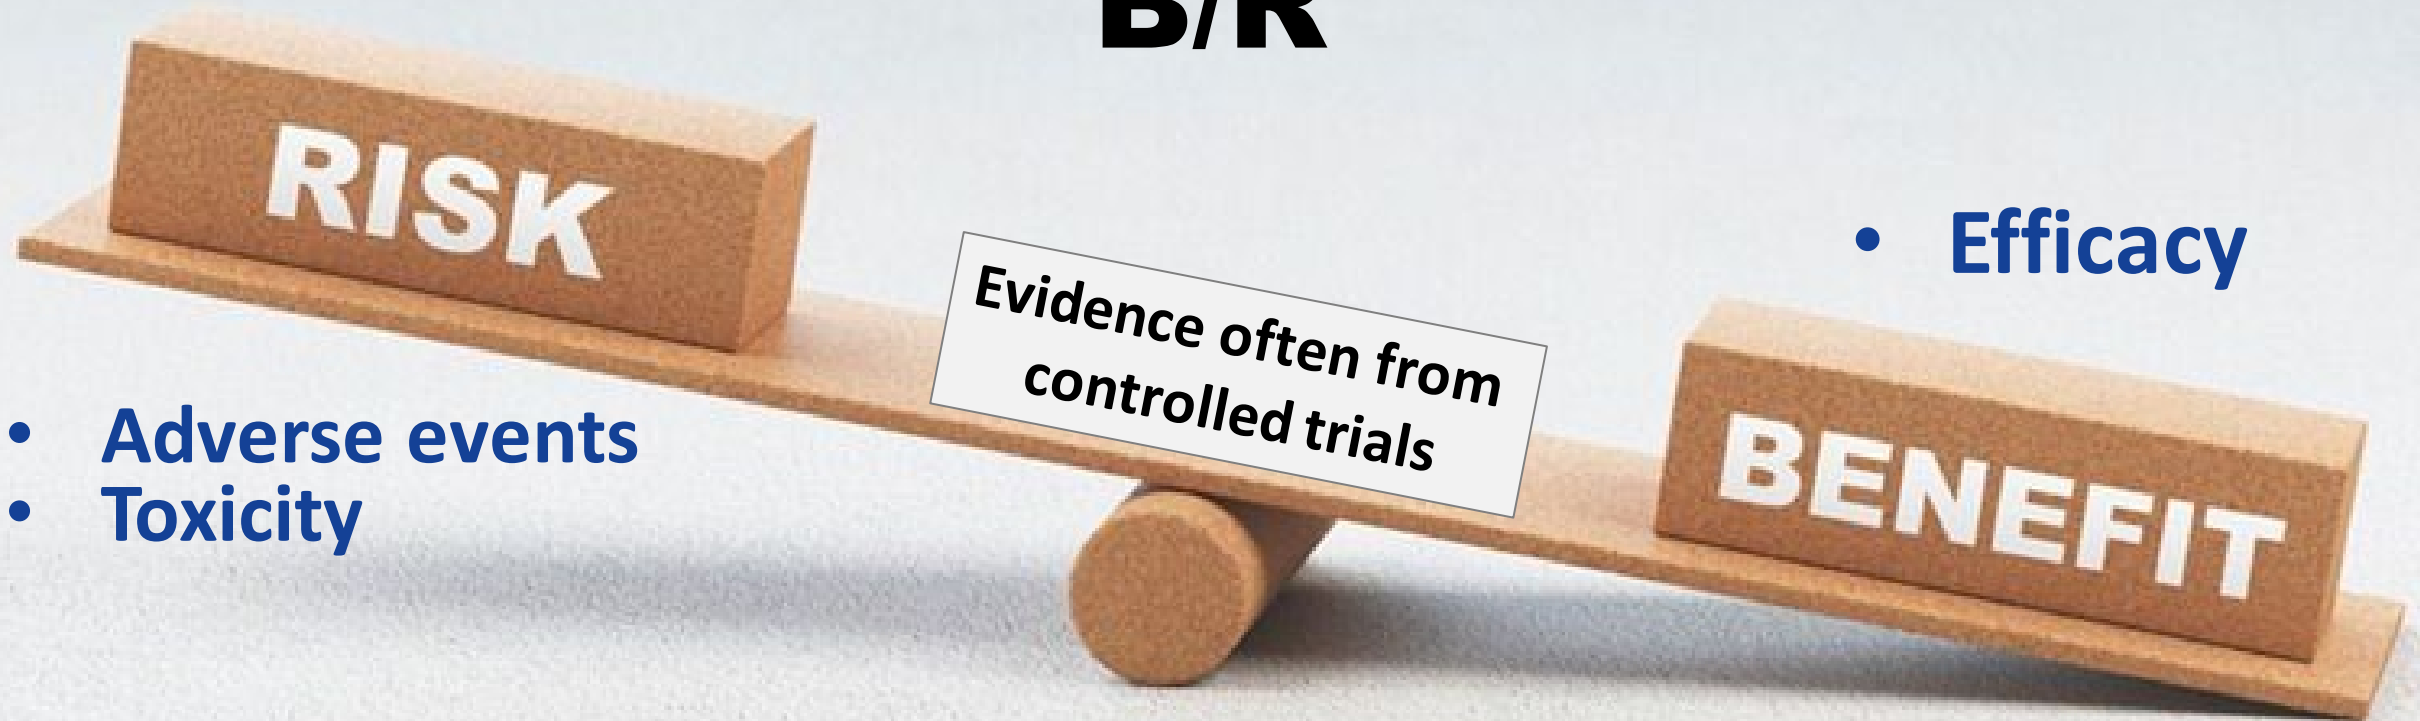 B/R
RISK
Evidence often from
controlled trials
• Efficacy
BENEFIT
• Adverse events
• Toxicity